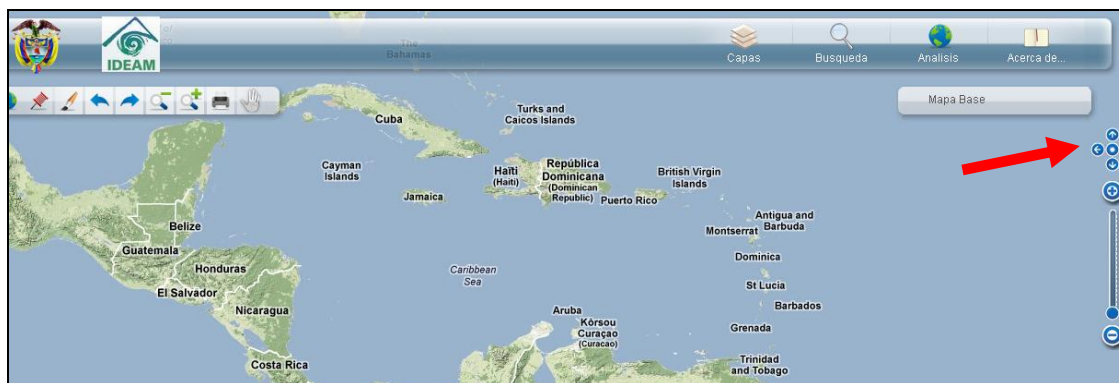 The
Bahamas
IDEAM
Capas
Busqueda
Analisis
Acerca de...
Mapa Base
Turks and
Caicos Islands
Cuba
Cayman
Islands
Haïti
(Haiti)
República
Dominicana
(Dominican
Republic)
Puerto Rico
British Virgin
Islands
Jamaica
Antigua and
Barbuda
Montserrat
Belize
Guatemala
Dominica
Honduras
Caribbean
Sea
El Salvador
St Lucia
Nicaragua
Barbados
Aruba
Kòrsou
Curaçao
(Curacao)
Grenada
Costa Rica
Trinidad
and Tobago